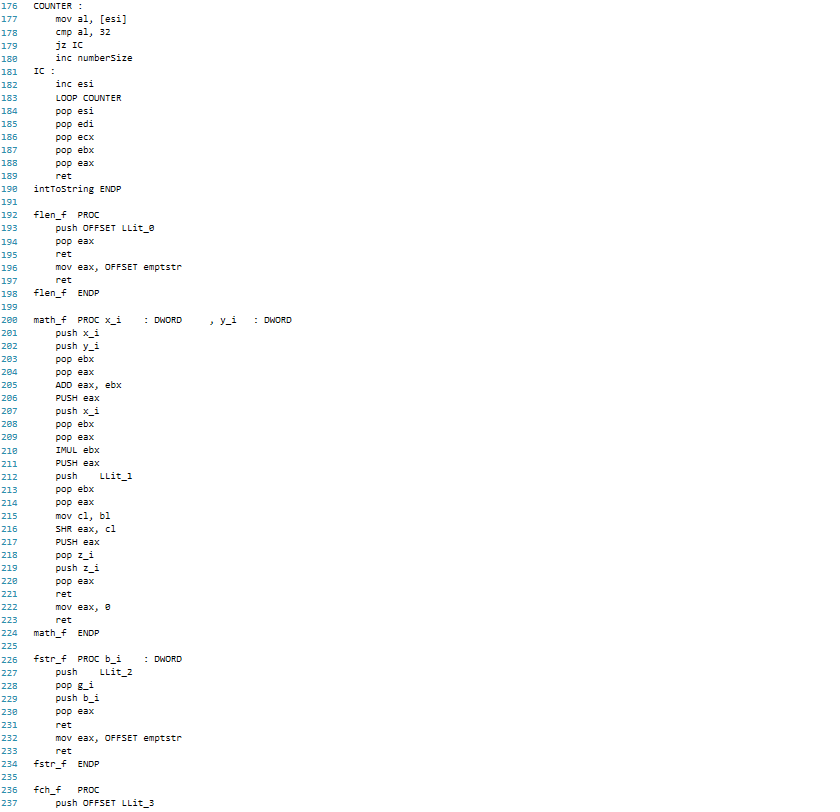 176 COUNTER :
177     mov al, [esi]
178     cmp al, 32
179     jz IC
180     inc numberSize
181 IC :
182     inc esi
183     LOOP COUNTER
184     pop esi
185     pop edi
186     pop ecx
187     pop ebx
188     pop eax
189     ret
190 intToString ENDP
191
192 flen_f  PROC
193     push OFFSET LLit_0
194     pop eax
195     ret
196     mov eax, OFFSET emptstr
197     ret
198 flen_f  ENDP
199
200 math_f  PROC x_i    : DWORD     , y_i   : DWORD
201     push x_i
202     push y_i
203     pop ebx
204     pop eax
205     ADD eax, ebx
206     PUSH eax
207     push x_i
208     pop ebx
209     pop eax
210     IMUL ebx
211     PUSH eax
212     push    LLit_1
213     pop ebx
214     pop eax
215     mov cl, bl
216     SHR eax, cl
217     PUSH eax
218     pop z_i
219     push z_i
220     pop eax
221     ret
222     mov eax, 0
223     ret
224 math_f  ENDP
225
226 fstr_f  PROC b_i    : DWORD
227     push    LLit_2
228     pop g_i
229     push b_i
230     pop eax
231     ret
232     mov eax, OFFSET emptstr
233     ret
234 fstr_f  ENDP
235
236 fch_f   PROC
237     push OFFSET LLit_3